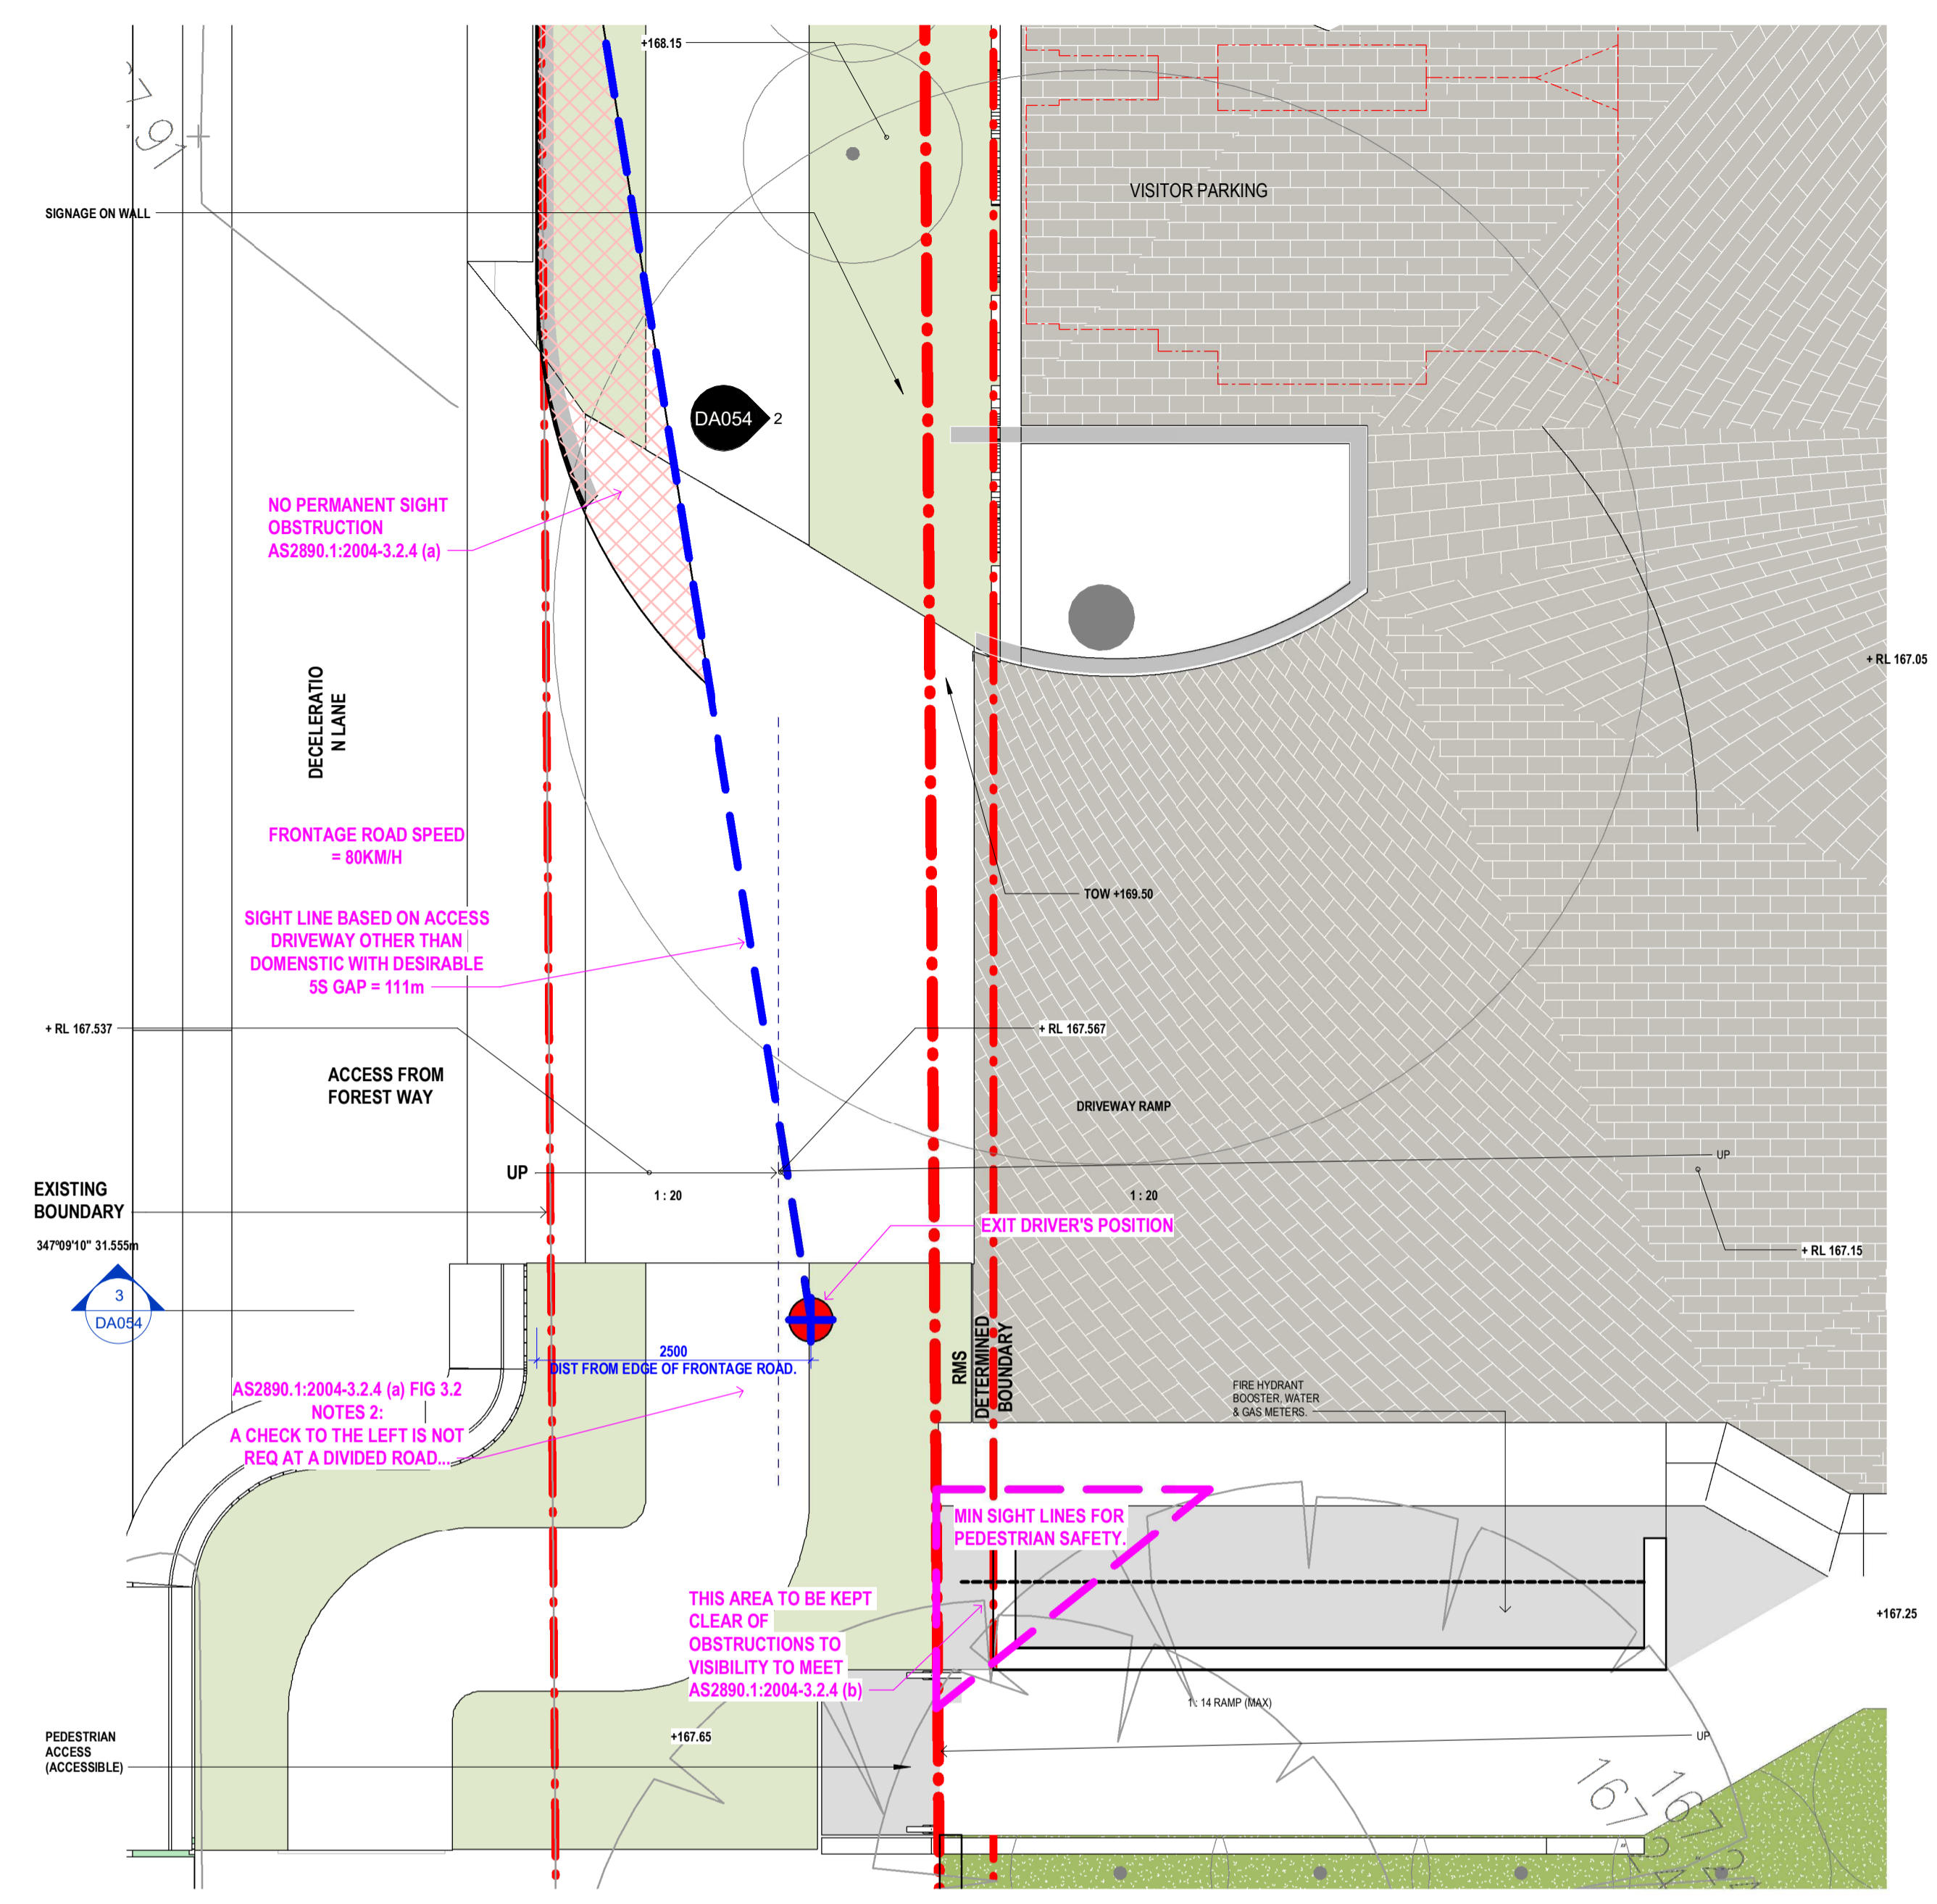 +168.15
SIGNAGE ON WALL
VISITOR PARKING
DA054
2
NO PERMANENT SIGHT
OBSTRUCTION
AS2890.1:2004-3.2.4 (a)
+ RL 167.05
DECELERATIO
N LANE
FRONTAGE ROAD SPEED
= 80KM/H
TOW +169.50
SIGHT LINE BASED ON ACCESS
DRIVEWAY OTHER THAN
DOMENSTIC WITH DESIRABLE
5S GAP = 111m
+ RL 167.537
+ RL 167.567
ACCESS FROM
FOREST WAY
DRIVEWAY RAMP
UP
UP
1 : 20
1 : 20
EXISTING
BOUNDARY
347°09'10" 31.555m
EXIT DRIVER'S POSITION
+ RL 167.15
3
DA054
2500
DIST FROM EDGE OF FRONTAGE ROAD.
RMS
DETERMINED
BOUNDARY
AS2890.1:2004-3.2.4 (a) FIG 3.2
NOTES 2:
A CHECK TO THE LEFT IS NOT
REQ AT A DIVIDED ROAD...
FIRE HYDRANT
BOOSTER, WATER
& GAS METERS.
MIN SIGHT LINES FOR
PEDESTRIAN SAFETY.
THIS AREA TO BE KEPT
CLEAR OF
OBSTRUCTIONS TO
VISIBILITY TO MEET
AS2890.1:2004-3.2.4 (b)
+167.25
1 : 14 RAMP (MAX)
+167.65
UP
PEDESTRIAN
ACCESS
(ACCESSIBLE)